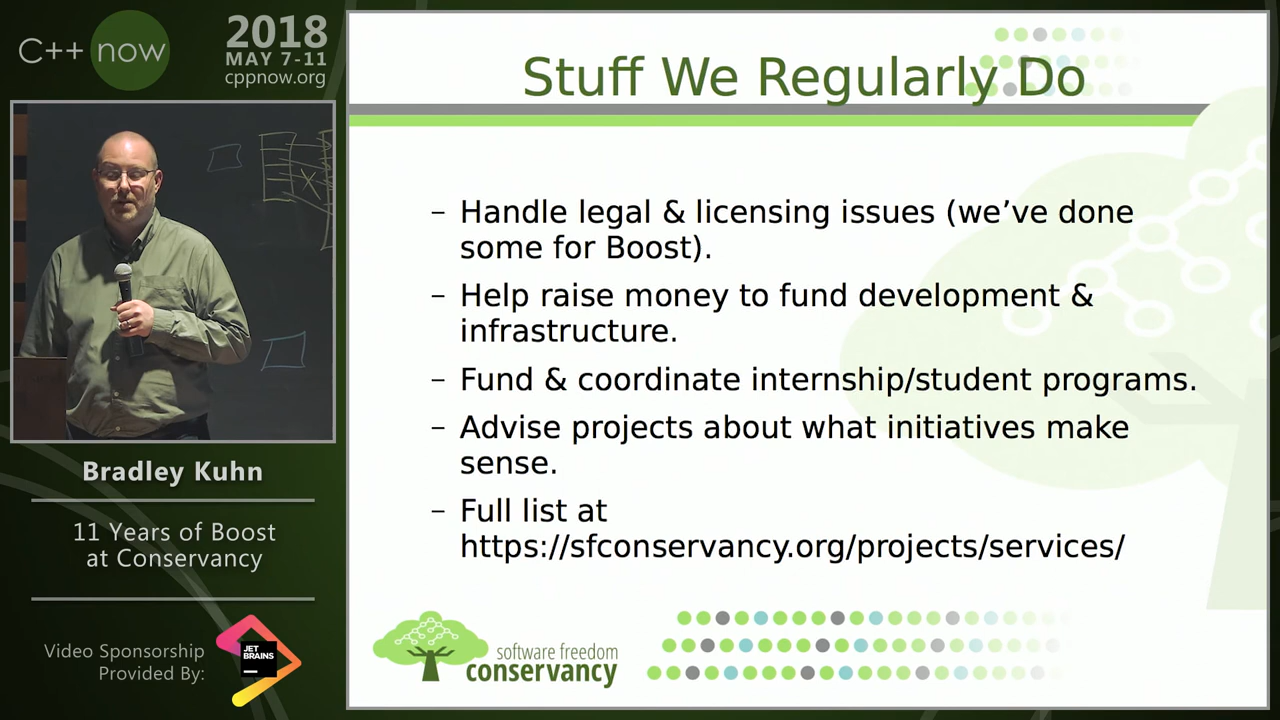 C++ now
2018
MAY 7-11
cppnow.org
Bradley Kuhn
11 Years of Boost
at Conservancy
Video Sponsorship
Provided By:
JET
BRAINS
Stuff We Regularly Do
– Handle legal & licensing issues (we’ve done
some for Boost).
– Help raise money to fund development &
infrastructure.
– Fund & coordinate internship/student programs.
– Advise projects about what initiatives make
sense.
– Full list at
https://sfconservancy.org/projects/services/
software freedom
conservancy